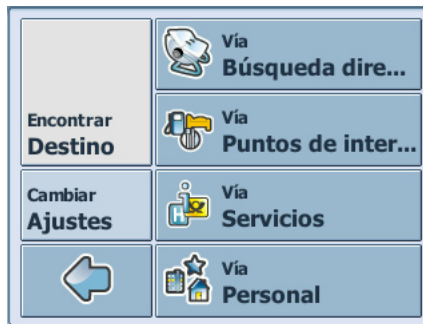 Encontrar
Destino
Cambiar
Ajustes
Vía
Búsqueda dire...
Vía
Puntos de inter...
Vía
Servicios
Vía
Personal